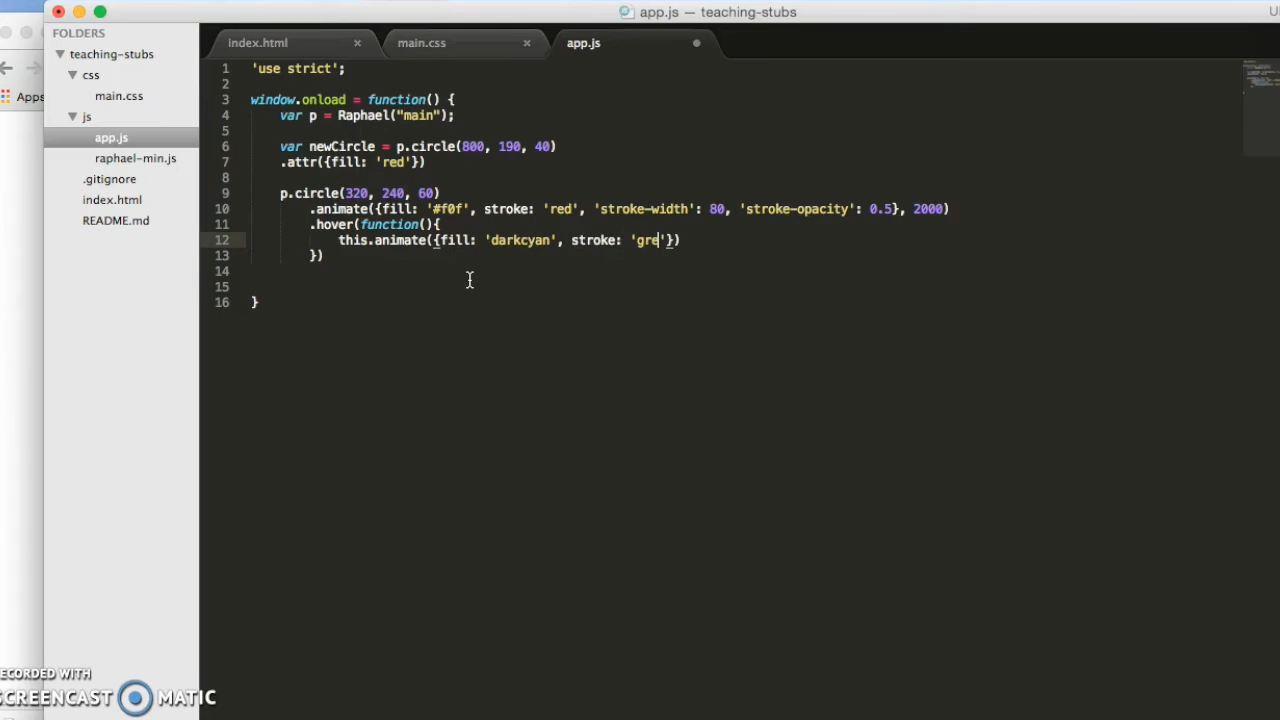 app.js — teaching-stubs
U
FOLDERS
teaching-stubs
css
main.css
js
app.js
raphael-min.js
.gitignore
index.html
README.md
Apps
index.html × main.css × app.js
1 'use strict';
2
3 window.onload = function() {
4 var p = Raphael("main");
5
6 var newCircle = p.circle(800, 190, 40)
7 .attr({fill: 'red'})
8
9 p.circle(320, 240, 60)
10 .animate({fill: '#f0f', stroke: 'red', 'stroke-width': 80, 'stroke-opacity': 0.5}, 2000)
11 .hover(function(){
12 this.animate({fill: 'darkcyan', stroke: 'gre'})
13 })
14
15
16 }
ECORDED WITH
SCREENCAST MATIC